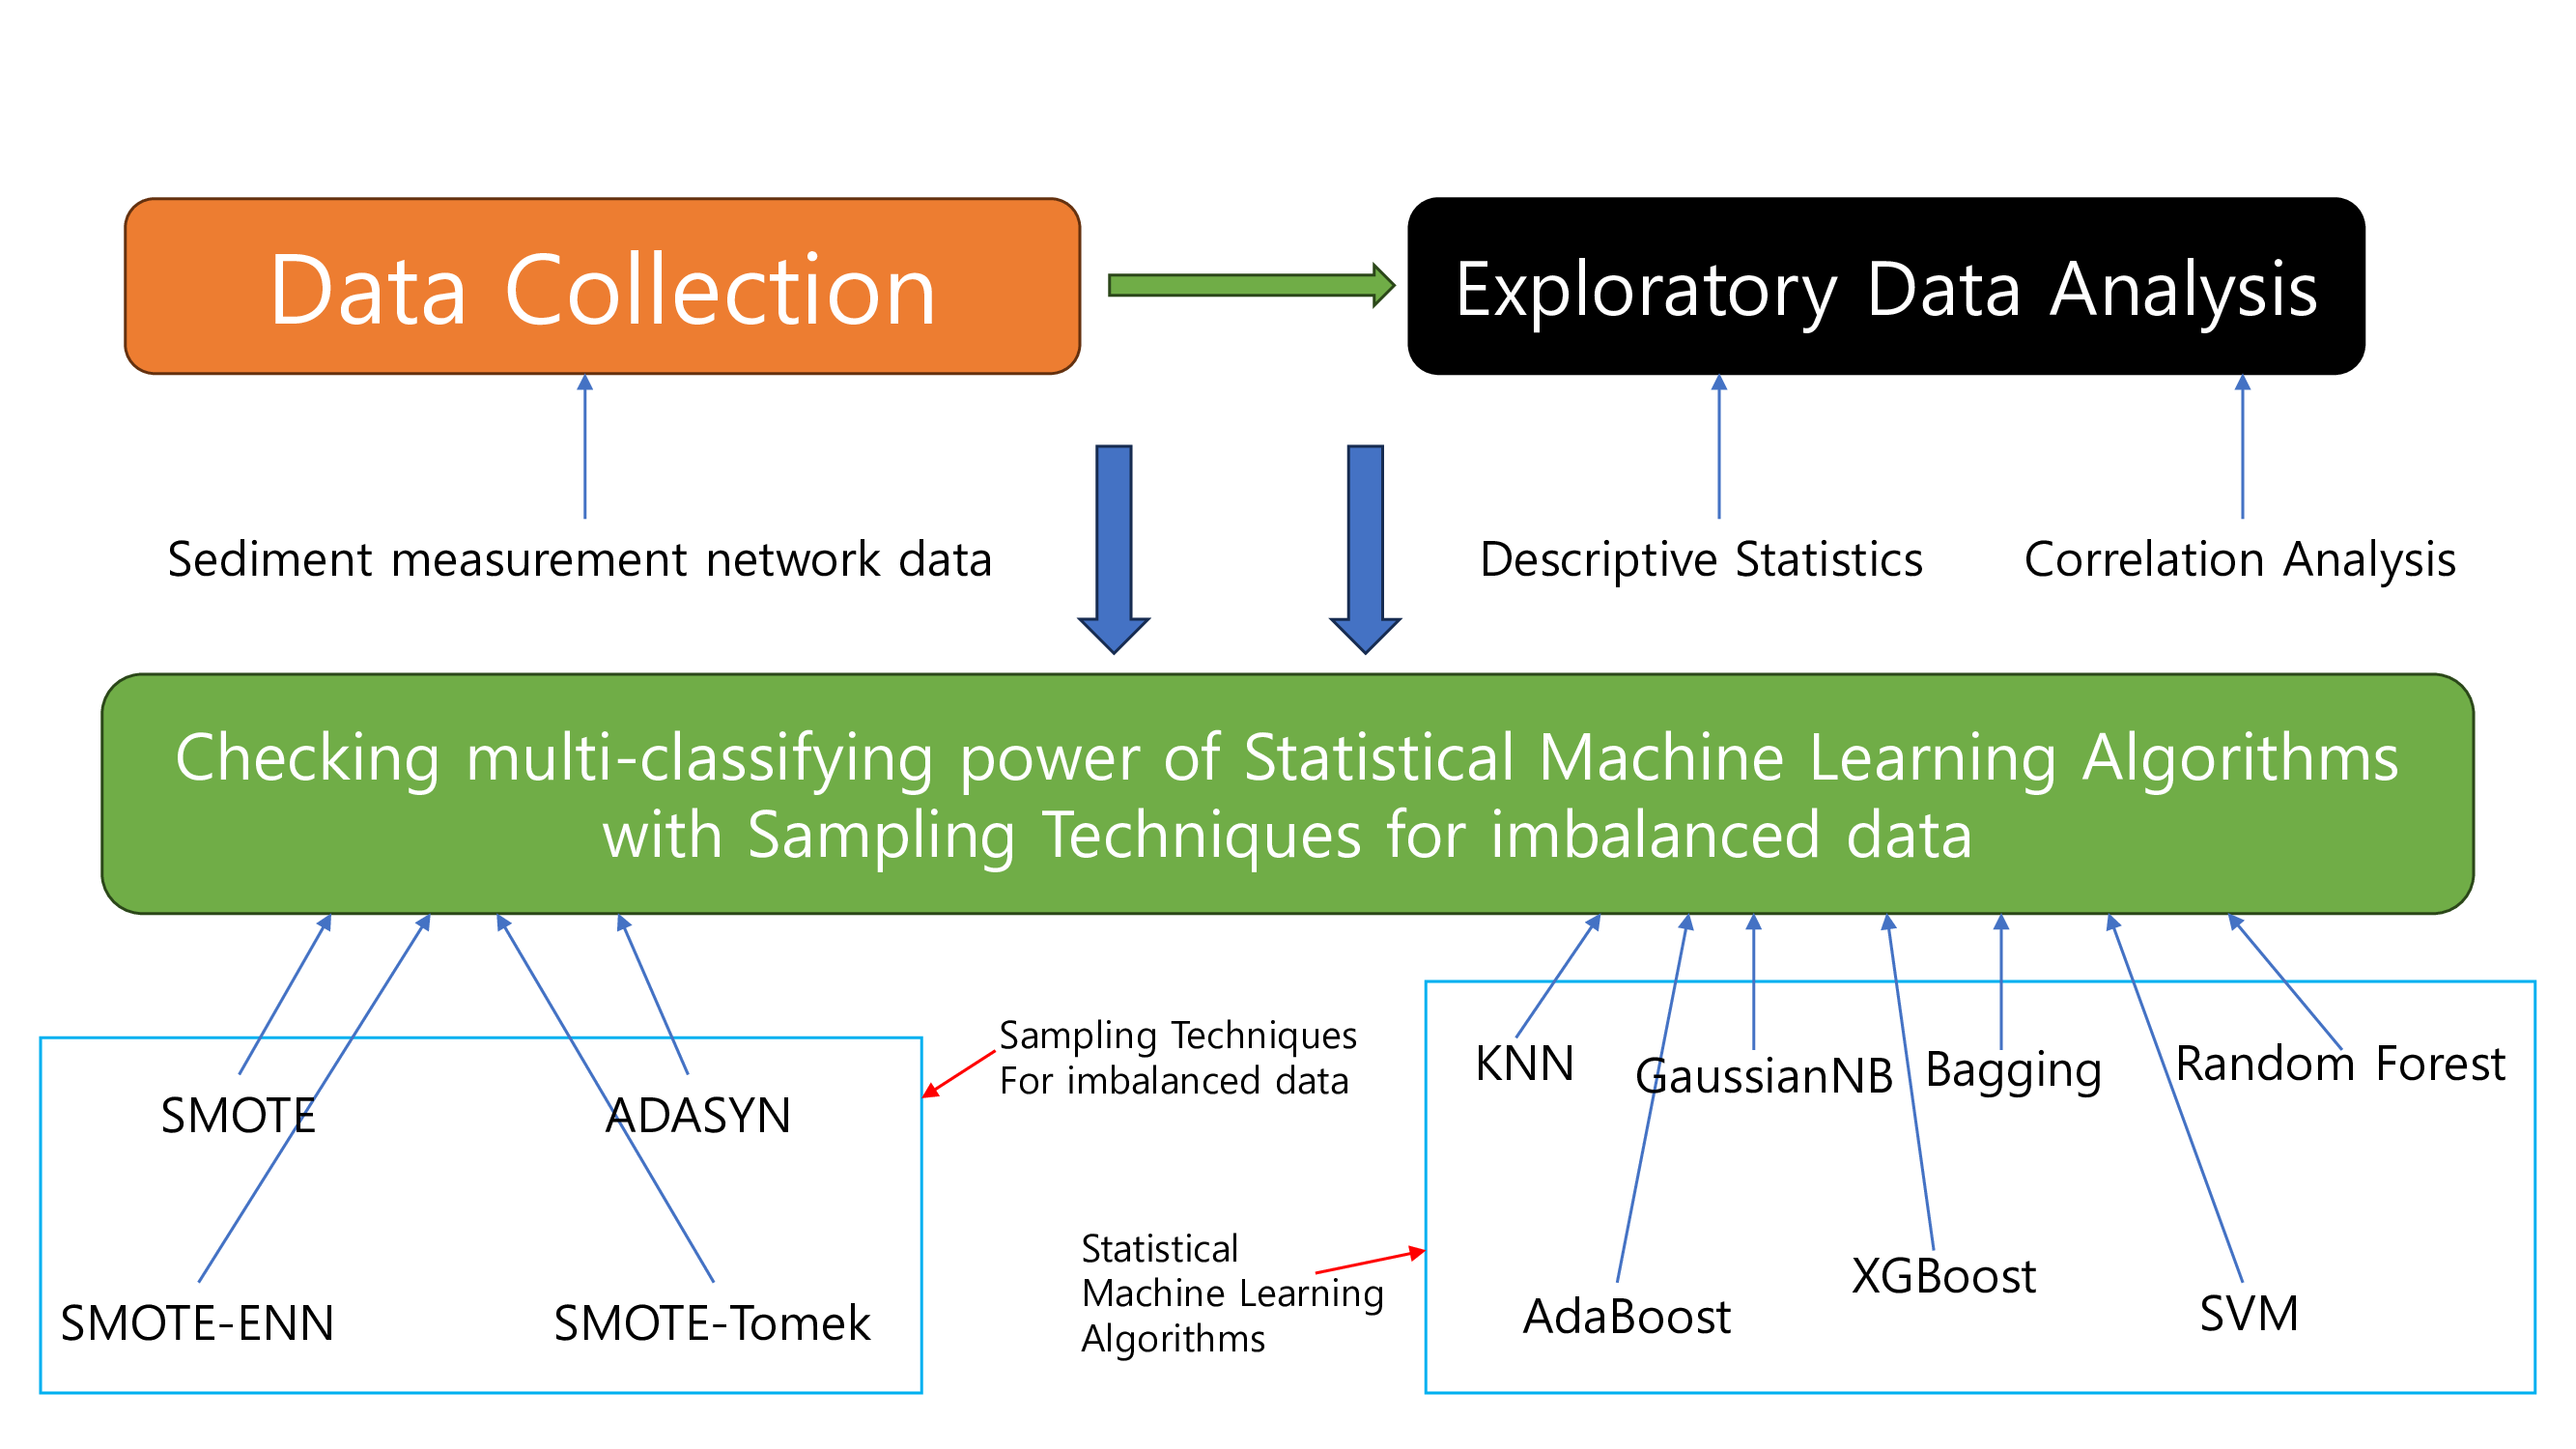 Data Collection
Exploratory Data Analysis
Sediment measurement network data
Descriptive Statistics
Correlation Analysis
Checking multi-classifying power of Statistical Machine Learning Algorithms
with Sampling Techniques for imbalanced data
Sampling Techniques
For imbalanced data
SMOTE
ADASYN
SMOTE-ENN
SMOTE-Tomek
Statistical
Machine Learning
Algorithms
KNN
GaussianNB
Bagging
Random Forest
AdaBoost
XGBoost
SVM